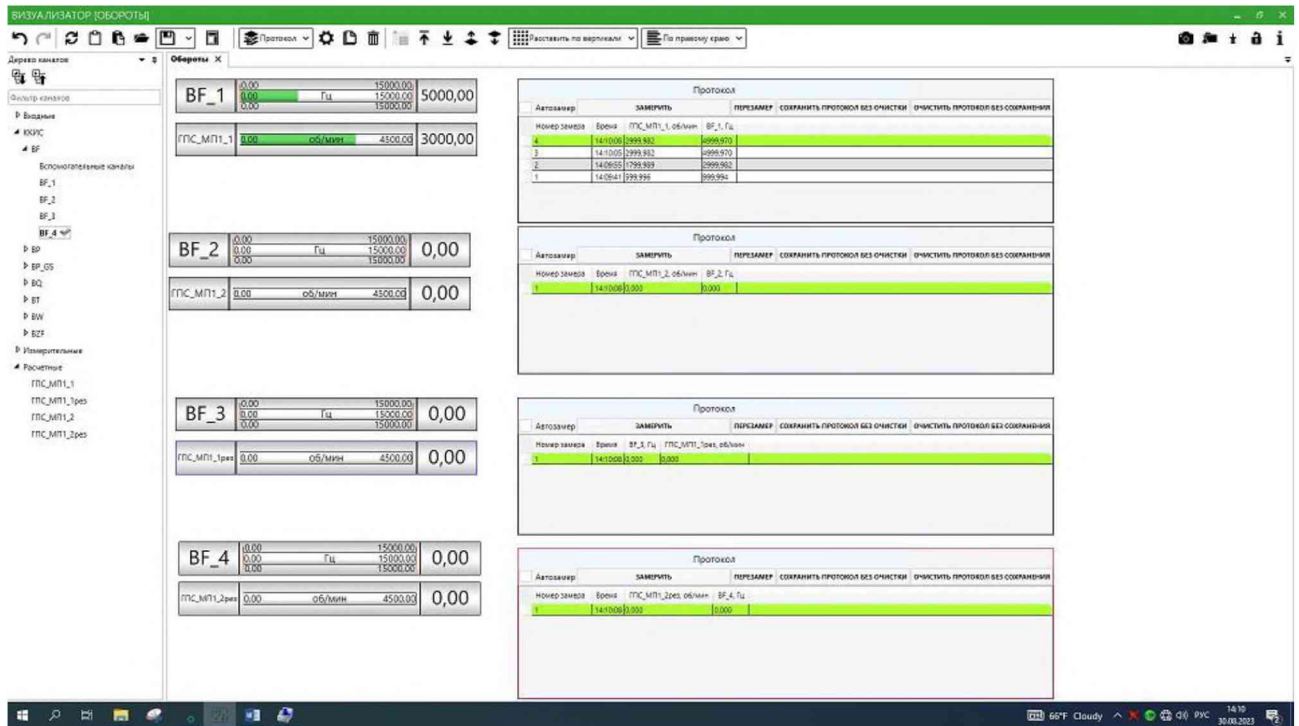 ВИЗУАЛИЗАТОР [ОБОРОТЫ]
Протокол
Расставить по вертикали
По правому краю
Дерево каналов
Обороты X
Фильтр каналов
Входные
ККИС
BF
Вспомогательные каналы
BF_1
BF_2
BF_3
BF_4
BP
BP_GS
BQ
BT
BW
BZF
Измерительные
Расчетные
ГПС_МП1_1
ГПС_МП1_1рез
ГПС_МП1_2
ГПС_МП1_2рез
BF_1
0.00 15000.00
0.00 Гц 15000.00
0.00 15000.00
5000,00
ГПС_МП1_1 0.00 об/мин 4500.00 3000,00
Протокол
Автозамер ЗАМЕРИТЬ ПЕРЕЗАМЕР СОХРАНИТЬ ПРОТОКОЛ БЕЗ ОЧИСТКИ ОЧИСТИТЬ ПРОТОКОЛ БЕЗ СОХРАНЕНИЯ
Номер замера Время ГПС_МП1_1, об/мин BF_1, Гц
4 14:10:08 2999,982 4999,970
3 14:10:05 2999,982 4999,970
2 14:09:55 1799,989 2999,982
1 14:09:41 599,996 999,994
BF_2
0.00 15000.00
0.00 Гц 15000.00
0.00 15000.00
0,00
ГПС_МП1_2 0.00 об/мин 4500.00 0,00
Протокол
Автозамер ЗАМЕРИТЬ ПЕРЕЗАМЕР СОХРАНИТЬ ПРОТОКОЛ БЕЗ ОЧИСТКИ ОЧИСТИТЬ ПРОТОКОЛ БЕЗ СОХРАНЕНИЯ
Номер замера Время ГПС_МП1_2, об/мин BF_2, Гц
1 14:10:08 0,000 0,000
BF_3
0.00 15000.00
0.00 Гц 15000.00
0.00 15000.00
0,00
ГПС_МП1_1рез 0.00 об/мин 4500.00 0,00
Протокол
Автозамер ЗАМЕРИТЬ ПЕРЕЗАМЕР СОХРАНИТЬ ПРОТОКОЛ БЕЗ ОЧИСТКИ ОЧИСТИТЬ ПРОТОКОЛ БЕЗ СОХРАНЕНИЯ
Номер замера Время BF_3, Гц ГПС_МП1_1рез, об/мин
1 14:10:08 0,000 0,000
BF_4
0.00 15000.00
0.00 Гц 15000.00
0.00 15000.00
0,00
ГПС_МП1_2рез 0.00 об/мин 4500.00 0,00
Протокол
Автозамер ЗАМЕРИТЬ ПЕРЕЗАМЕР СОХРАНИТЬ ПРОТОКОЛ БЕЗ ОЧИСТКИ ОЧИСТИТЬ ПРОТОКОЛ БЕЗ СОХРАНЕНИЯ
Номер замера Время ГПС_МП1_2рез, об/мин BF_4, Гц
1 14:10:08 0,000 0,000
66°F Cloudy РУС 14:10
30.08.2023